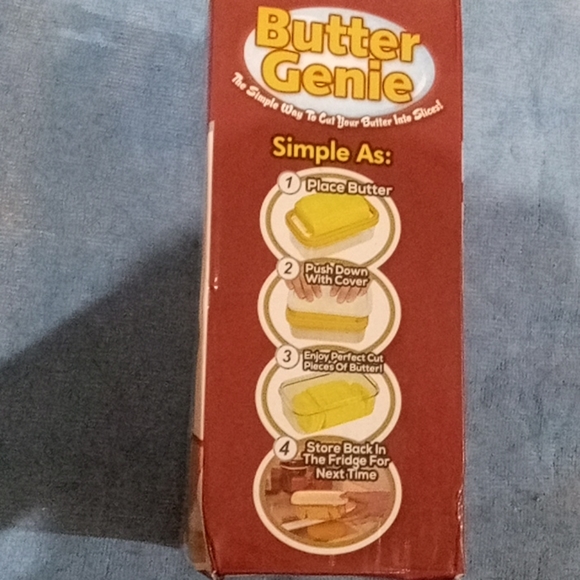 Butter
Genie
The Simple Way To Cut Your Butter Into Slices!
Simple As:
1 Place Butter
2 Push Down
With Cover
3 Enjoy Perfect Cut
Pieces Of Butter!
4 Store Back In
The Fridge For
Next Time